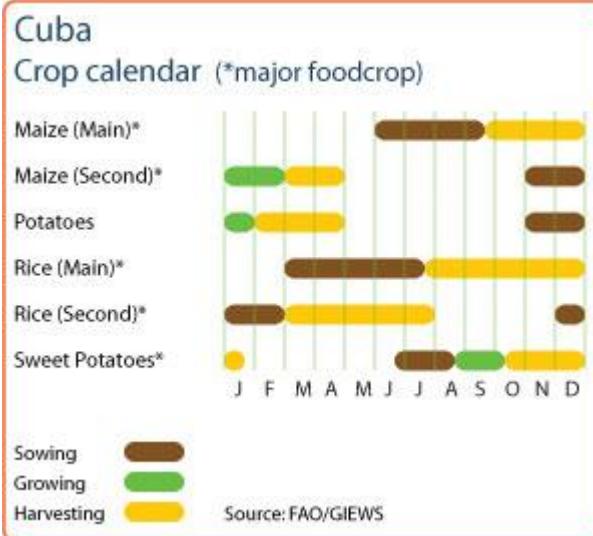 Cuba
Crop calendar (*major foodcrop)
Maize (Main)*
Maize (Second)*
Potatoes
Rice (Main)*
Rice (Second)*
Sweet Potatoes*
J F M A M J J A S O N D
Sowing
Growing
Harvesting
Source: FAO/GIEWS